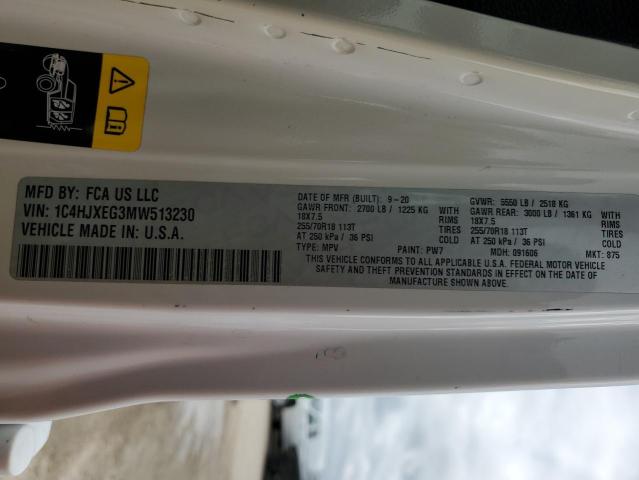 MFD BY: FCA US LLC
VIN: 1C4HJXEG3MW513230
VEHICLE MADE IN: U.S.A.
DATE OF MFR (BUILT): 9-20 GVWR: 5550 LB / 2518 KG
GAWR FRONT: 2700 LB / 1225 KG WITH GAWR REAR: 3000 LB / 1361 KG WITH
18X7.5 RIMS 18X7.5 RIMS
255/70R18 113T TIRES 255/70R18 113T TIRES
AT 250 kPa / 36 PSI COLD AT 250 kPa / 36 PSI COLD
TYPE: MPV PAINT: PW7 MDH: 091606 MKT: 875
THIS VEHICLE CONFORMS TO ALL APPLICABLE U.S.A. FEDERAL MOTOR VEHICLE
SAFETY AND THEFT PREVENTION STANDARDS IN EFFECT ON THE DATE OF
MANUFACTURE SHOWN ABOVE.